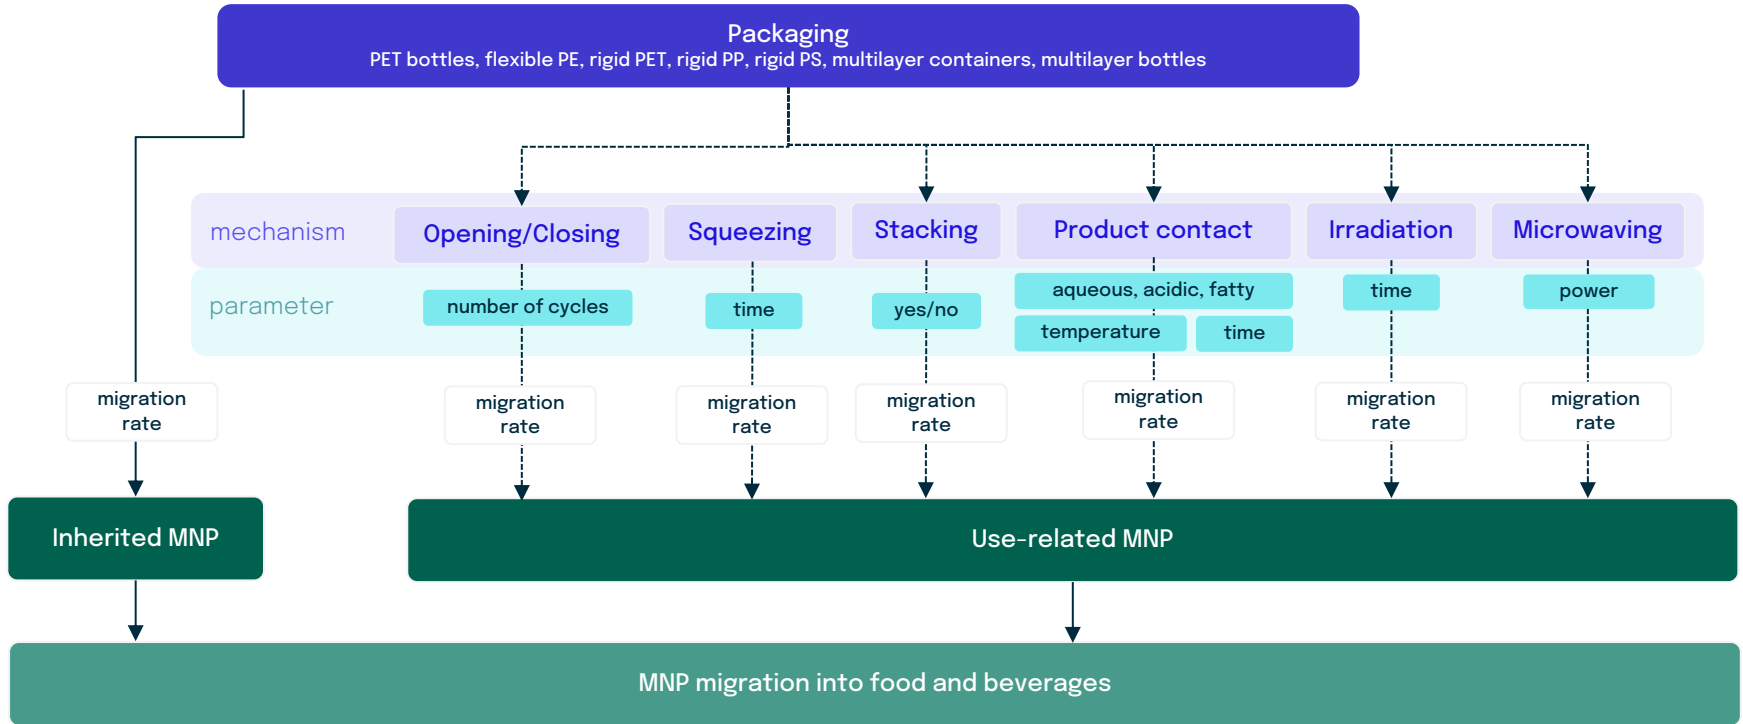 Packaging
PET bottles, flexible PE, rigid PET, rigid PP, rigid PS, multilayer containers, multilayer bottles
mechanism
Opening/Closing
Squeezing
Stacking
Product contact
Irradiation
Microwaving
parameter
number of cycles
time
yes/no
aqueous, acidic, fatty
temperature
time
time
power
migration
rate
migration
rate
migration
rate
migration
rate
migration
rate
migration
rate
migration
rate
Inherited MNP
Use-related MNP
MNP migration into food and beverages